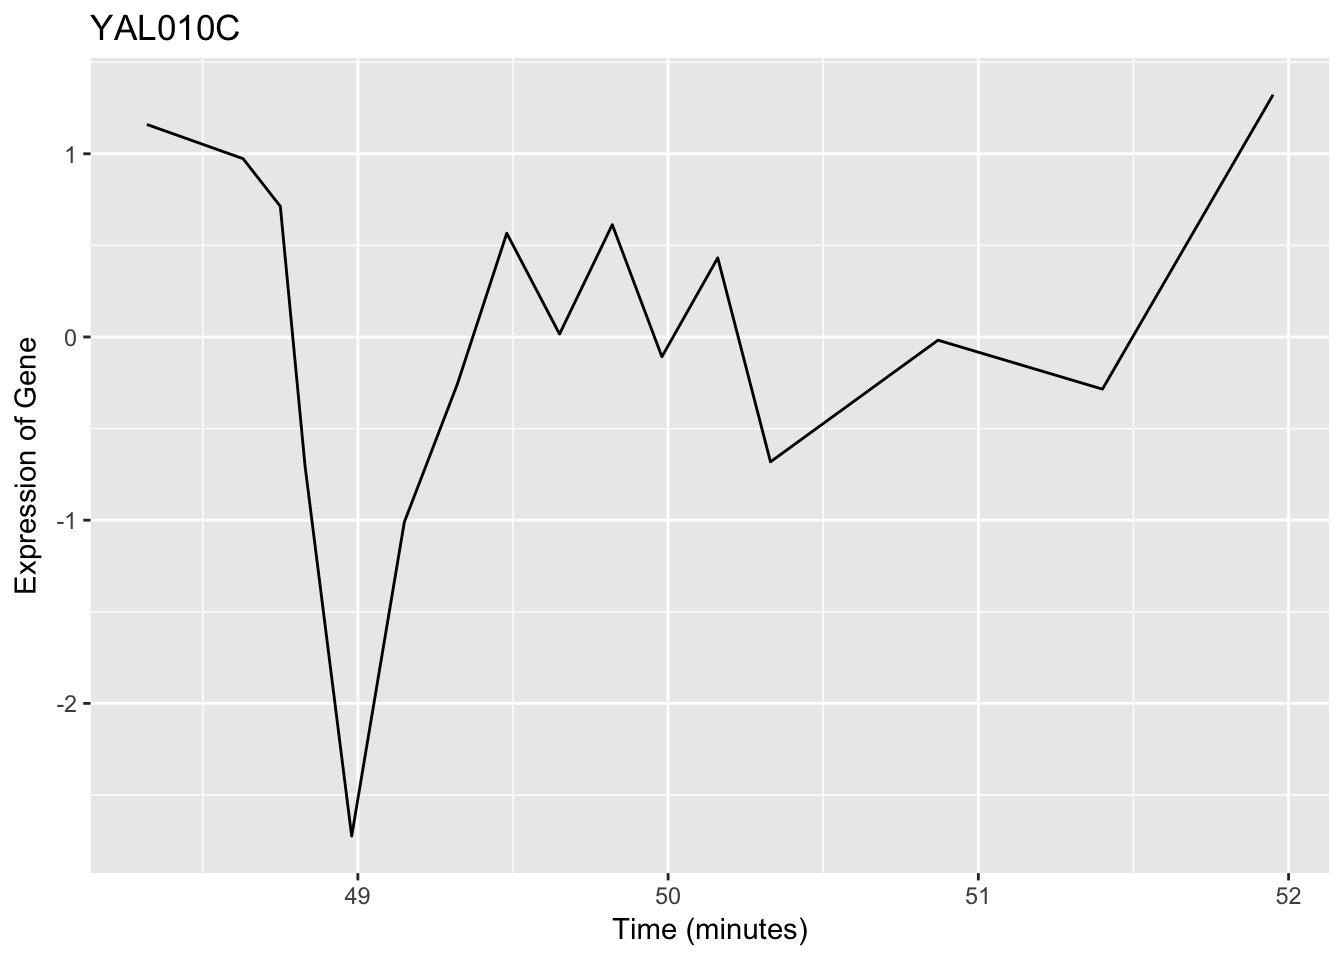 YAL010C
Expression of Gene
1
0
-1
-2
49
50
51
52
Time (minutes)